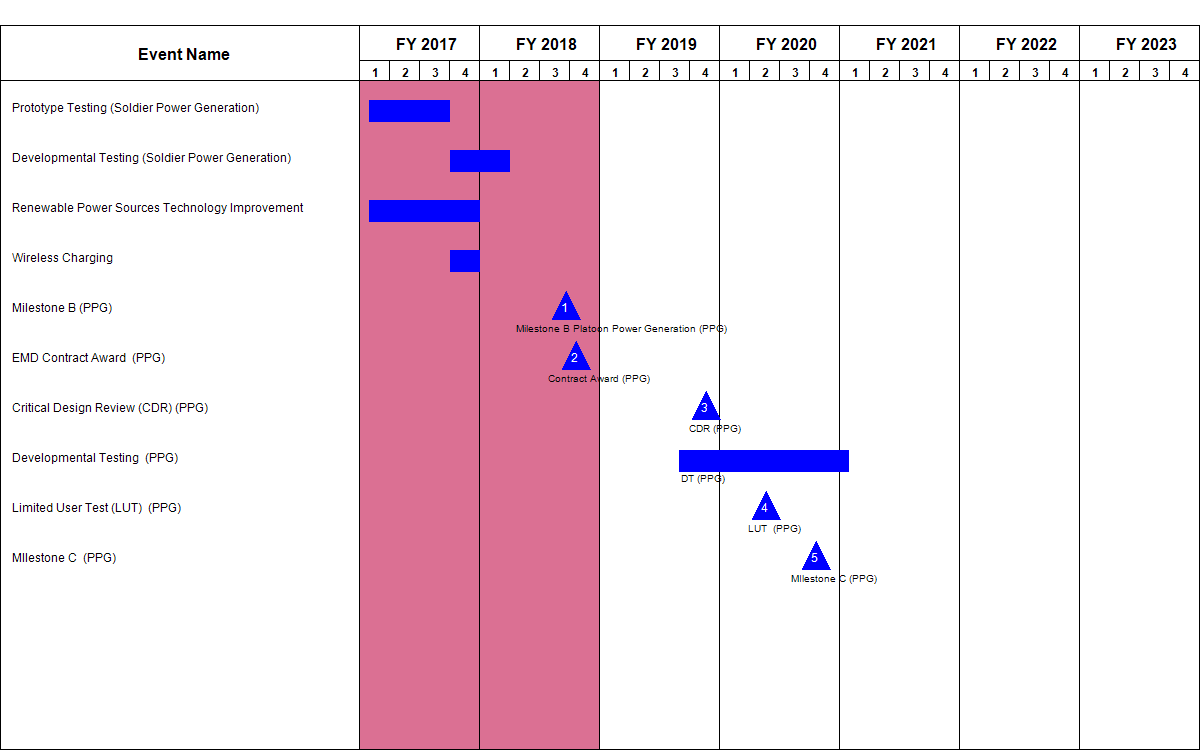 Event Name
FY 2017 FY 2018 FY 2019 FY 2020 FY 2021 FY 2022 FY 2023
1 2 3 4 1 2 3 4 1 2 3 4 1 2 3 4 1 2 3 4 1 2 3 4 1 2 3 4
Prototype Testing (Soldier Power Generation)
Developmental Testing (Soldier Power Generation)
Renewable Power Sources Technology Improvement
Wireless Charging
Milestone B (PPG)
1
Milestone B Platoon Power Generation (PPG)
EMD Contract Award (PPG)
2
Contract Award (PPG)
Critical Design Review (CDR) (PPG)
3
CDR (PPG)
Developmental Testing (PPG)
DT (PPG)
Limited User Test (LUT) (PPG)
4
LUT (PPG)
MIlestone C (PPG)
5
MIlestone C (PPG)